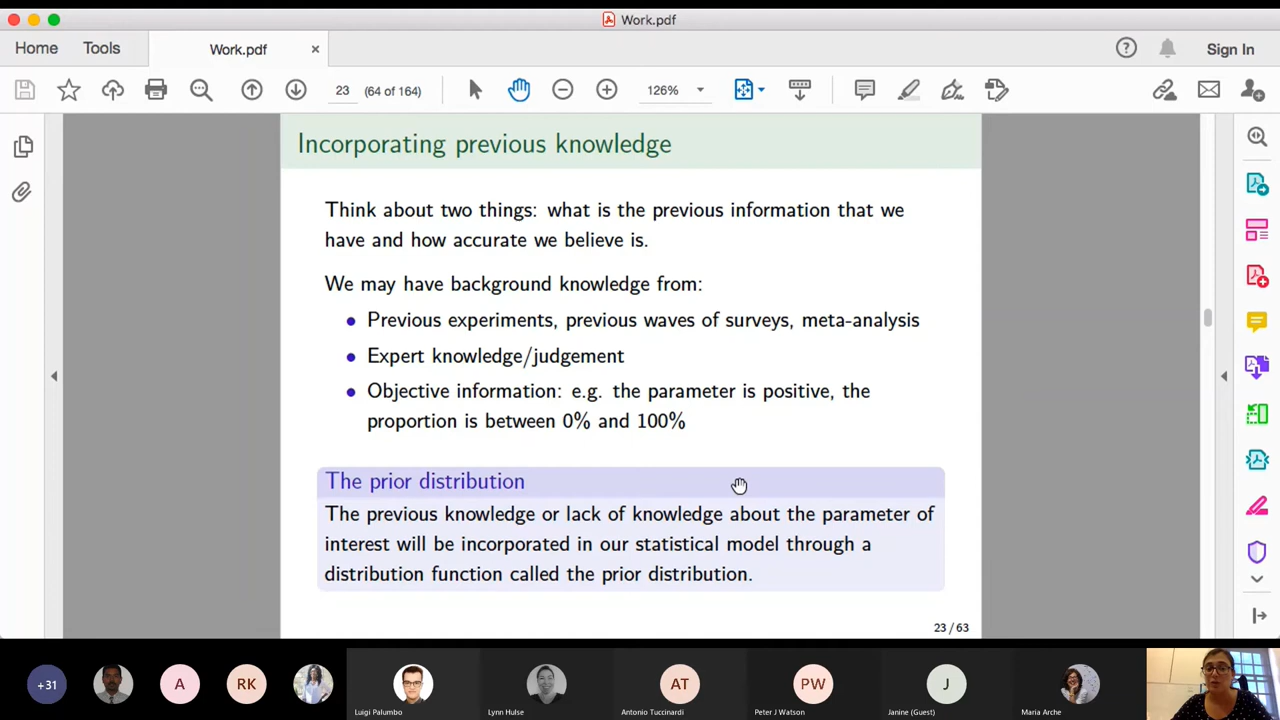 Work.pdf
Home
Tools
Work.pdf
×
Sign In
23
(64 of 164)
126%
Incorporating previous knowledge
Think about two things: what is the previous information that we
have and how accurate we believe is.
We may have background knowledge from:
• Previous experiments, previous waves of surveys, meta-analysis
• Expert knowledge/judgement
• Objective information: e.g. the parameter is positive, the
proportion is between 0% and 100%
The prior distribution
The previous knowledge or lack of knowledge about the parameter of
interest will be incorporated in our statistical model through a
distribution function called the prior distribution.
23 / 63
+31
A
RK
Luigi Palumbo
Lynn Hulse
AT
Antonio Tuccinardi
PW
Peter J Watson
J
Janine (Guest)
Maria Arche